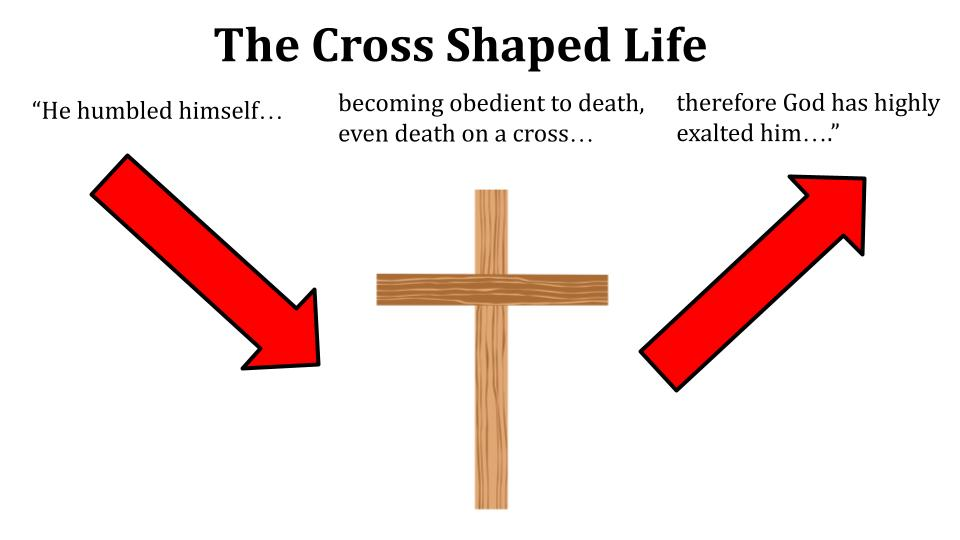 The Cross Shaped Life
“He humbled himself…
becoming obedient to death,
even death on a cross…
therefore God has highly
exalted him….”